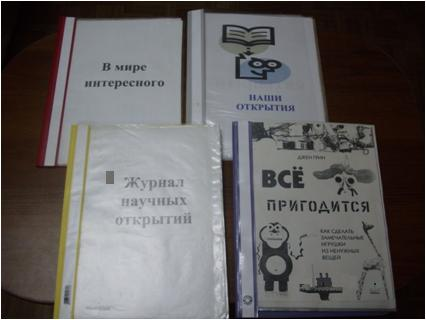 В мире
интересного
НАШИ
ОТКРЫТИЯ
Журнал
научных
открытий
ДЖЕН ГРИН
ВСЁ
ПРИГОДИТСЯ
КАК СДЕЛАТЬ
ЗАМЕЧАТЕЛЬНЫЕ
ИГРУШКИ
ИЗ НЕНУЖНЫХ
ВЕЩЕЙ